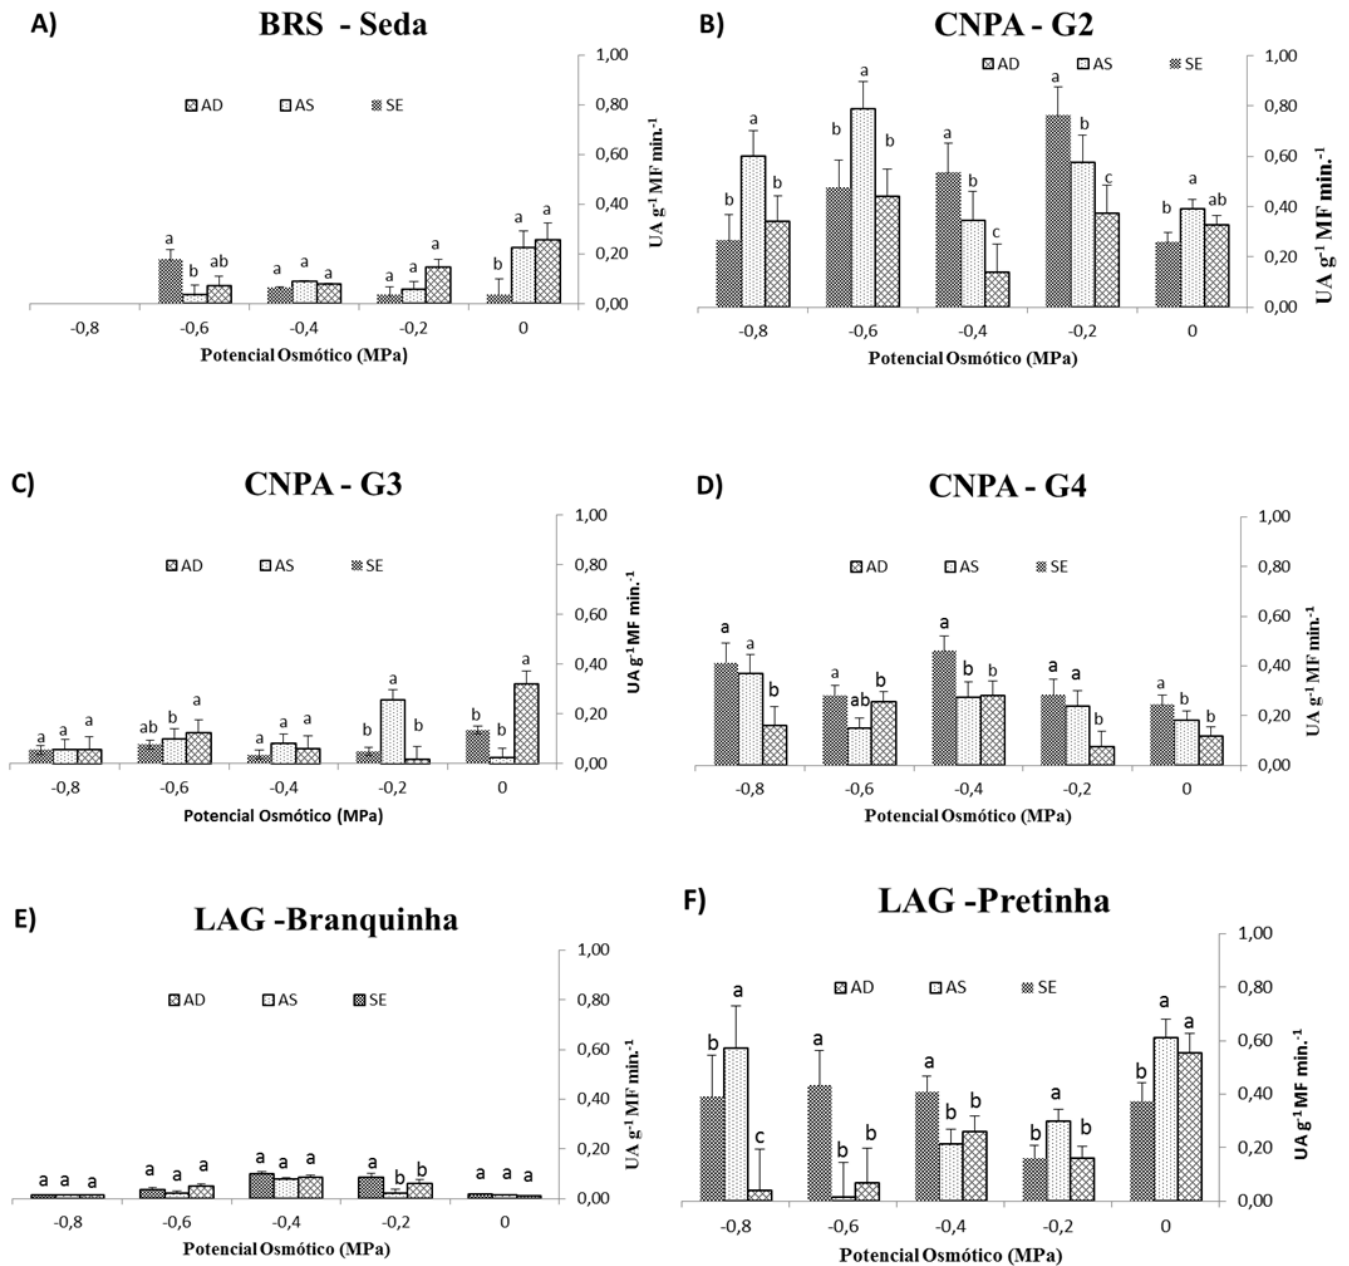 A) BRS - Seda
AD AS SE
1,00
0,80
0,60
0,40
0,20
0,00
UA g-1 MF min.-1
a b ab
a a a
a a a
b a a
-0,8 -0,6 -0,4 -0,2 0
Potencial Osmótico (MPa)
B) CNPA - G2
AD AS SE
1,00
0,80
0,60
0,40
0,20
0,00
UA g-1 MF min.-1
b a b
b a b
a b c
a b c
b a ab
-0,8 -0,6 -0,4 -0,2 0
Potencial Osmótico (MPa)
C) CNPA - G3
AD AS SE
1,00
0,80
0,60
0,40
0,20
0,00
UA g-1 MF min.-1
a a a
ab b a
a a a
b a b
b b a
-0,8 -0,6 -0,4 -0,2 0
Potencial Osmótico (MPa)
D) CNPA - G4
AD AS SE
1,00
0,80
0,60
0,40
0,20
0,00
UA g-1 MF min.-1
a a b
a ab b
a b b
a a b
a b b
-0,8 -0,6 -0,4 -0,2 0
Potencial Osmótico (MPa)
E) LAG -Branquinha
AD AS SE
1,00
0,80
0,60
0,40
0,20
0,00
UA g-1 MF min.-1
a a a
a a a
a a a
a b b
a a a
-0,8 -0,6 -0,4 -0,2 0
Potencial Osmótico (MPa)
F) LAG -Pretinha
AD AS SE
1,00
0,80
0,60
0,40
0,20
0,00
UA g-1 MF min.-1
b a c
a b b
a b b
b a b
b a a
-0,8 -0,6 -0,4 -0,2 0
Potencial Osmótico (MPa)